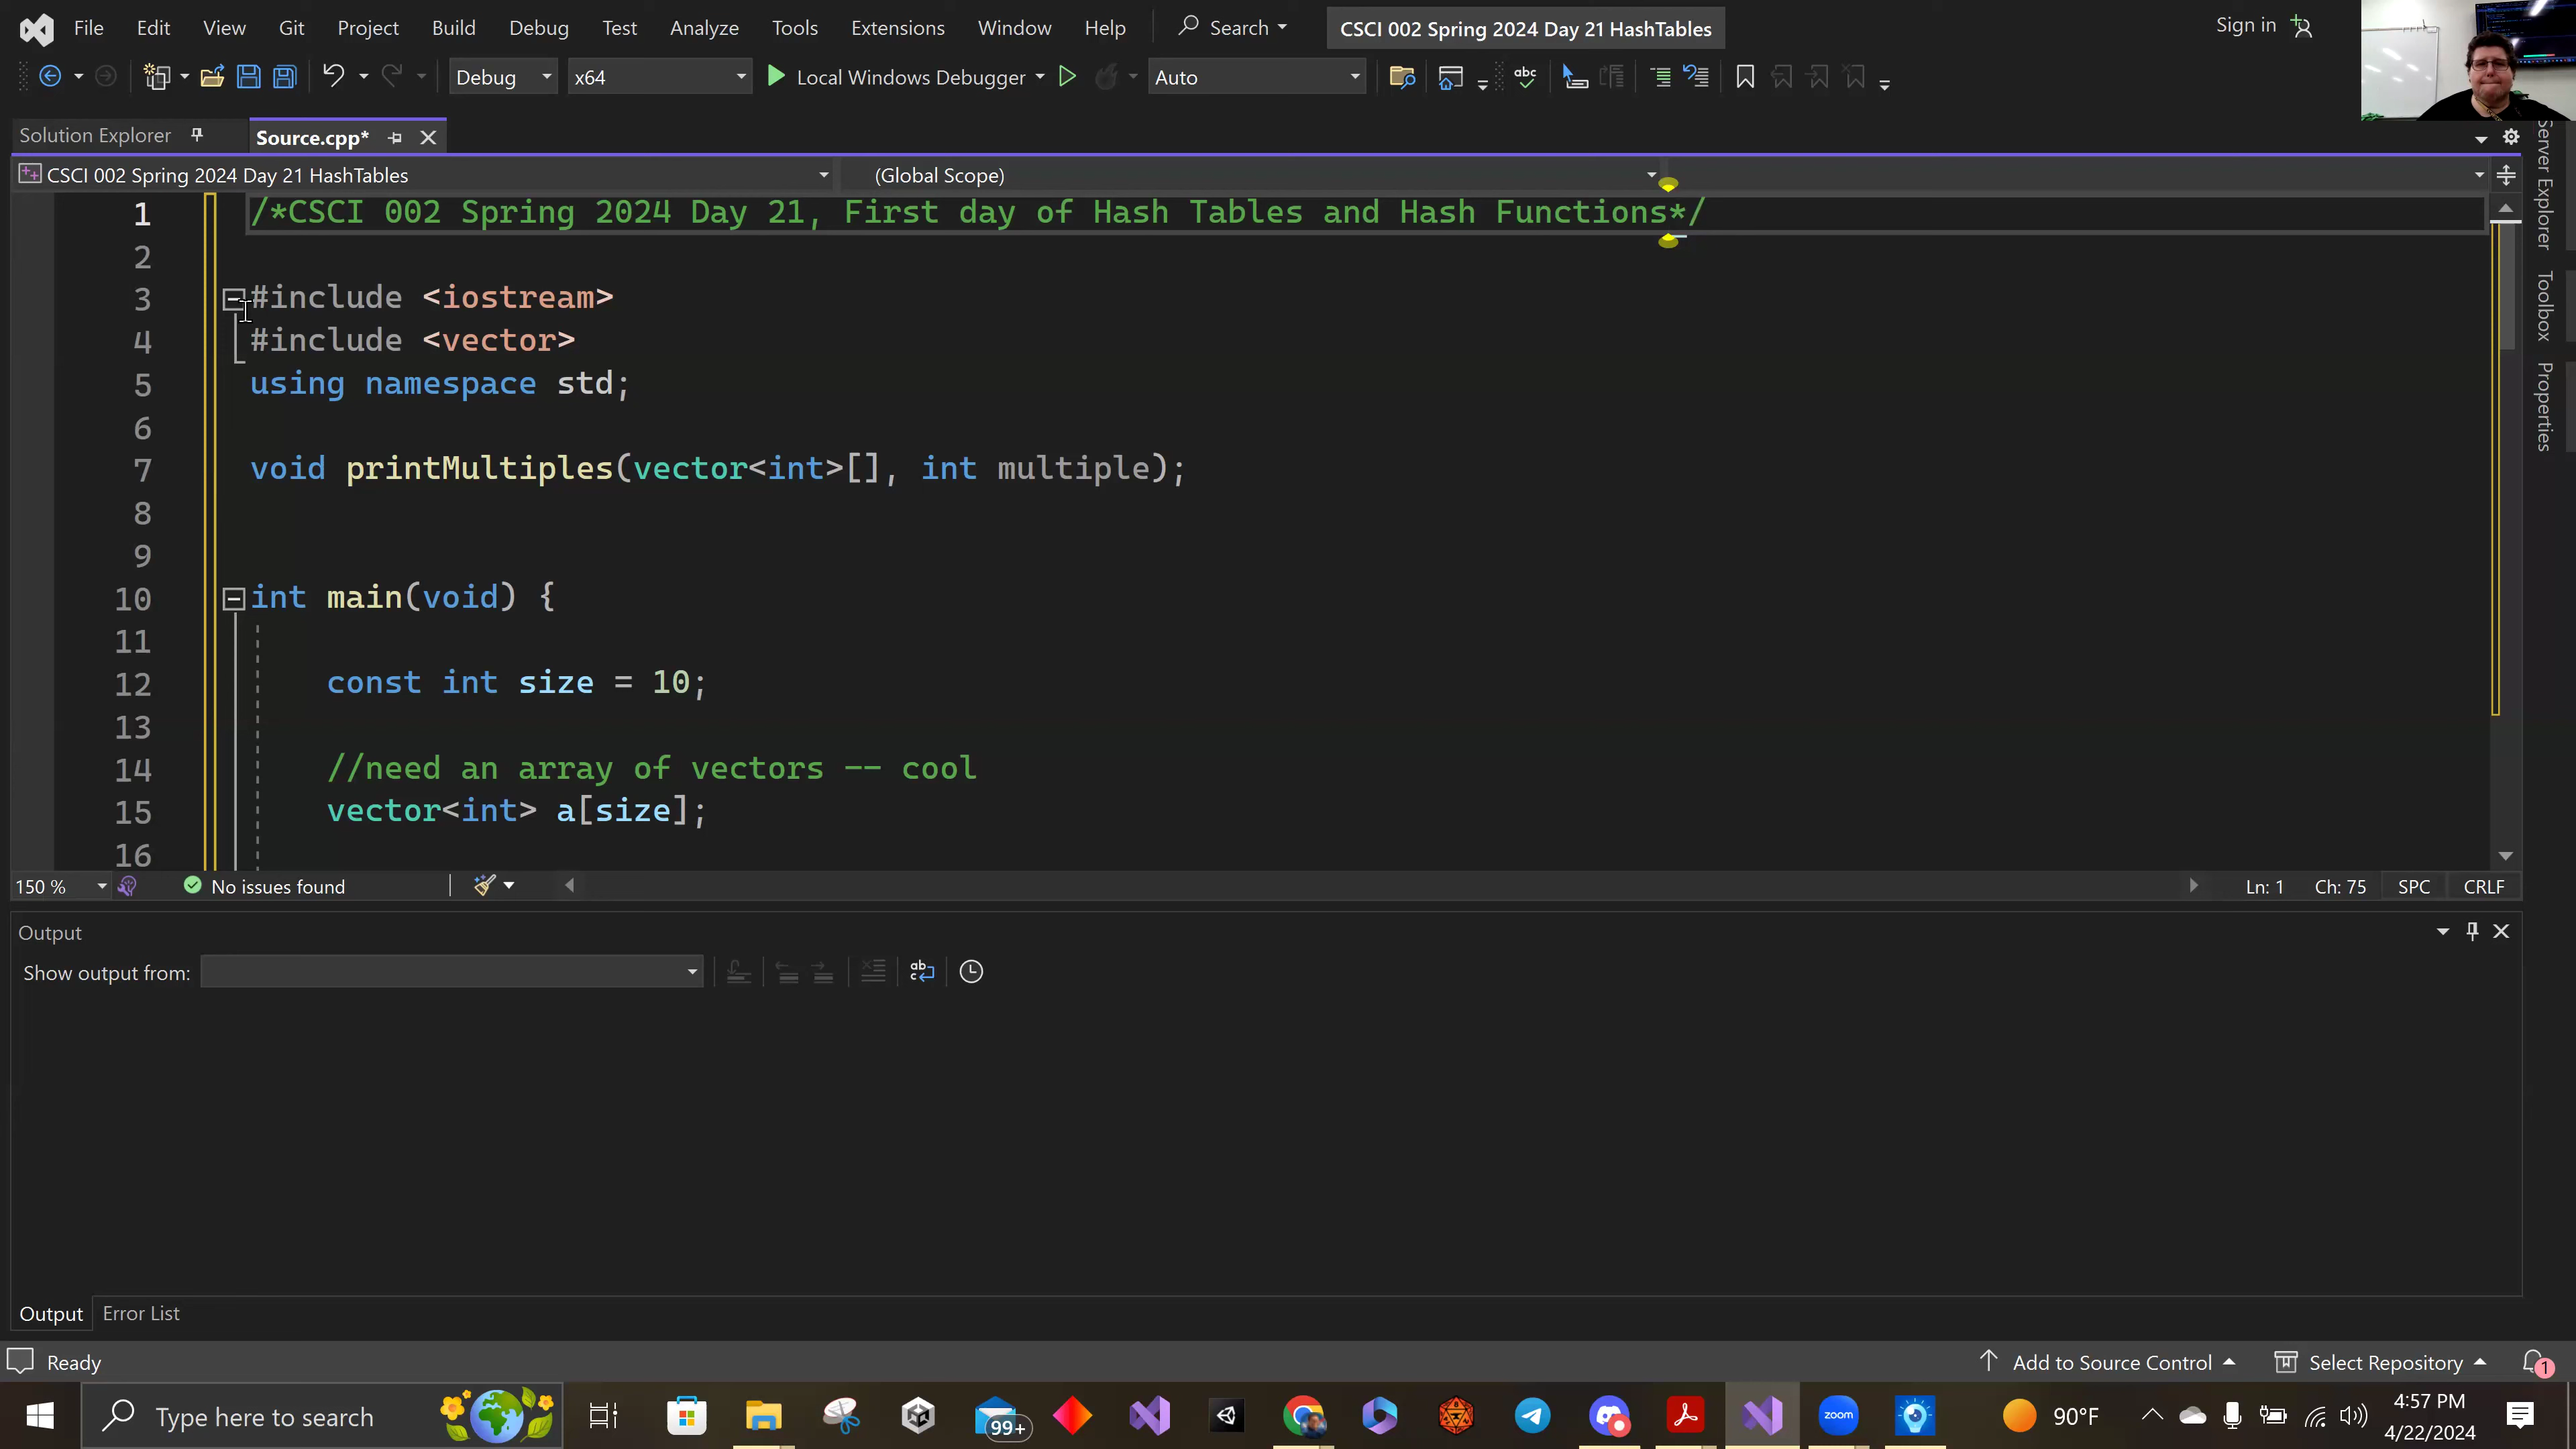 File Edit View Git Project Build Debug Test Analyze Tools Extensions Window Help Search CSCI 002 Spring 2024 Day 21 HashTables Sign in
Debug x64 Local Windows Debugger Auto
Solution Explorer Source.cpp*
CSCI 002 Spring 2024 Day 21 HashTables (Global Scope)
1 /*CSCI 002 Spring 2024 Day 21, First day of Hash Tables and Hash Functions*/
2
3 #include <iostream>
4 #include <vector>
5 using namespace std;
6
7 void printMultiples(vector<int>[], int multiple);
8
9
10 int main(void) {
11
12 const int size = 10;
13
14 //need an array of vectors -- cool
15 vector<int> a[size];
16
Server Explorer
Toolbox
Properties
150 % No issues found Ln: 1 Ch: 75 SPC CRLF
Output
Show output from:
Output Error List
Ready Add to Source Control Select Repository 1
Type here to search 99+ zoom 90°F 4:57 PM
4/22/2024